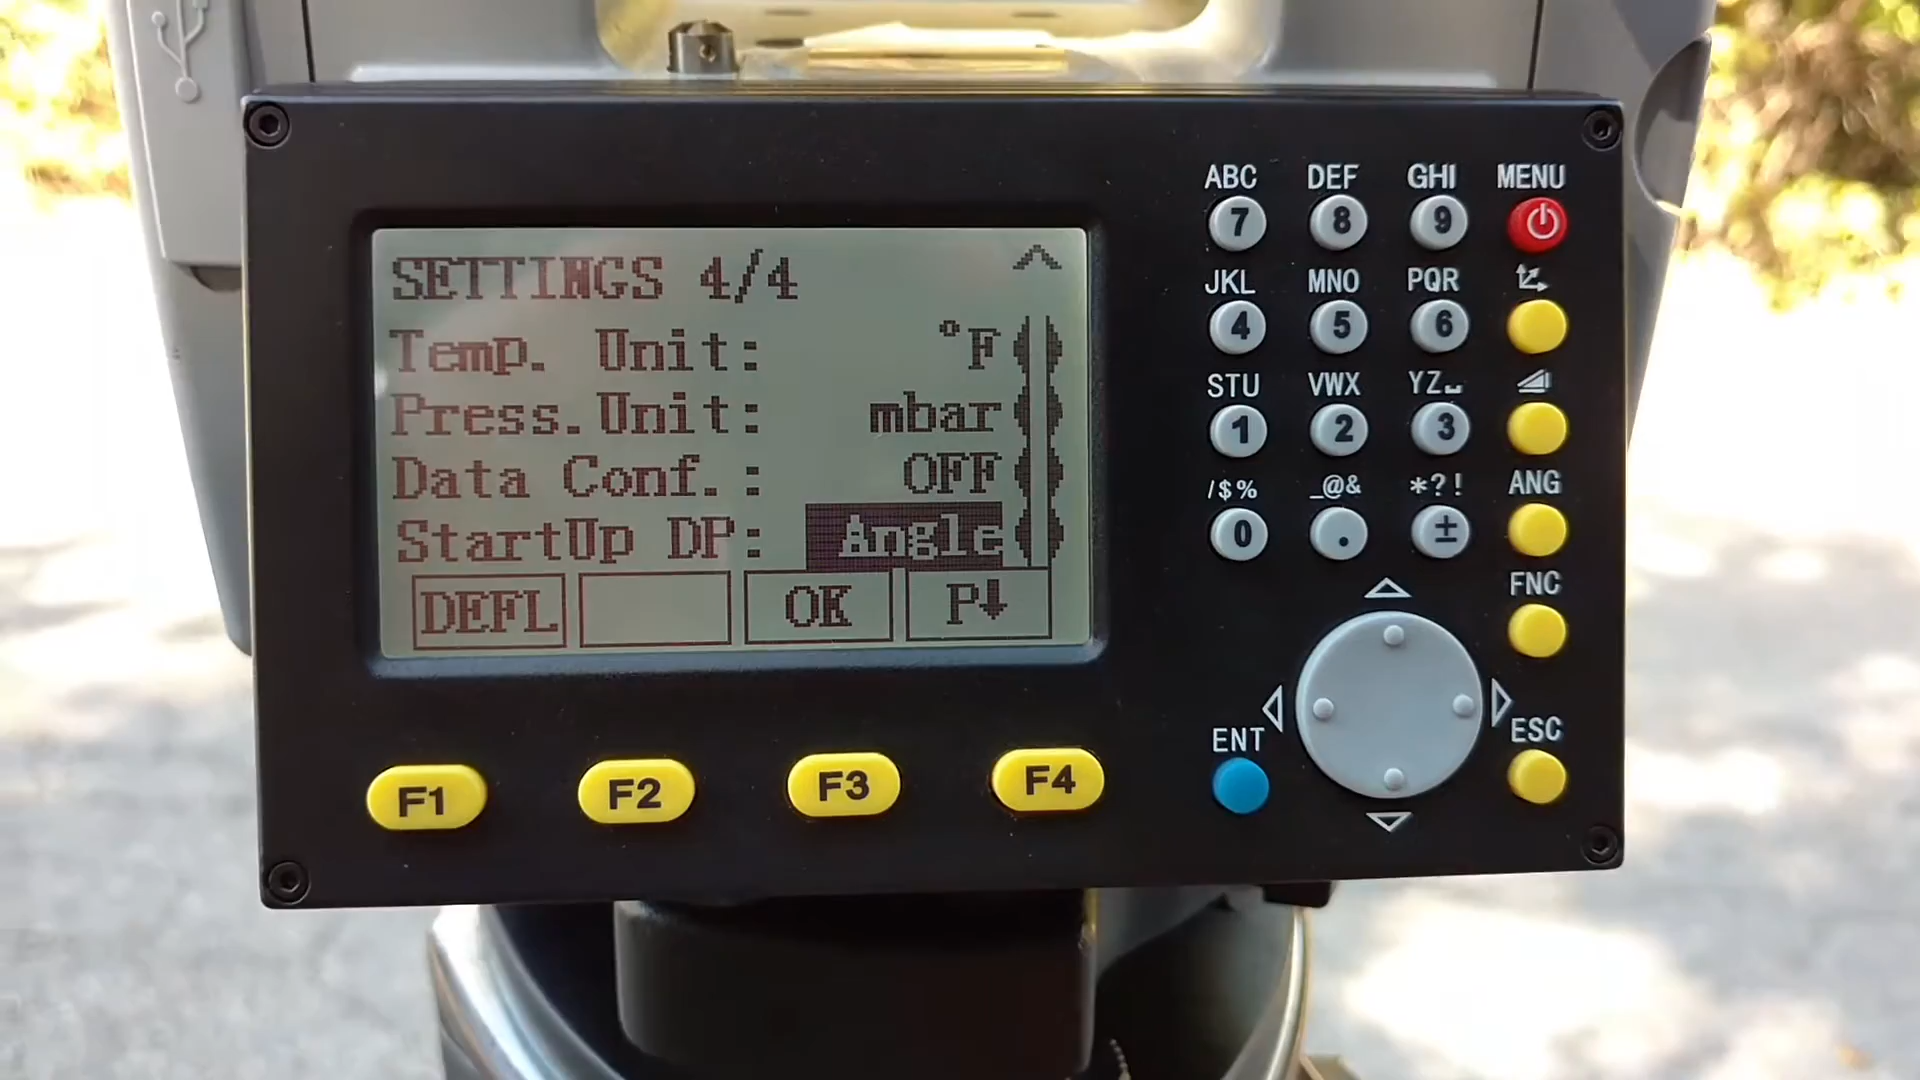 SETTINGS 4/4
Temp. Unit: °F
Press.Unit: mbar
Data Conf.: OFF
StartUp DP: Angle
DEFL OK P↓
F1 F2 F3 F4
ABC DEF GHI MENU
7 8 9
JKL MNO PQR
4 5 6
STU VWX YZ⎵
1 2 3
/$% _@& *?! ANG
0 . ±
FNC
ENT ESC